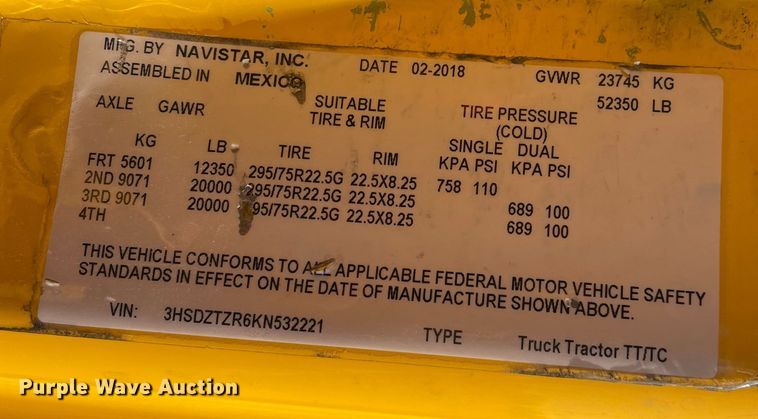 MFG. BY NAVISTAR, INC. DATE 02-2018 GVWR 23745 KG
ASSEMBLED IN MEXICO 52350 LB
AXLE GAWR SUITABLE TIRE & RIM TIRE PRESSURE (COLD)
SINGLE DUAL
KG LB TIRE RIM KPA PSI KPA PSI
FRT 5601 12350 295/75R22.5G 22.5X8.25 758 110
2ND 9071 20000 295/75R22.5G 22.5X8.25 689 100
3RD 9071 20000 295/75R22.5G 22.5X8.25 689 100
4TH
THIS VEHICLE CONFORMS TO ALL APPLICABLE FEDERAL MOTOR VEHICLE SAFETY
STANDARDS IN EFFECT ON THE DATE OF MANUFACTURE SHOWN ABOVE.
VIN: 3HSDZTZR6KN532221 TYPE Truck Tractor TT/TC
Purple Wave Auction